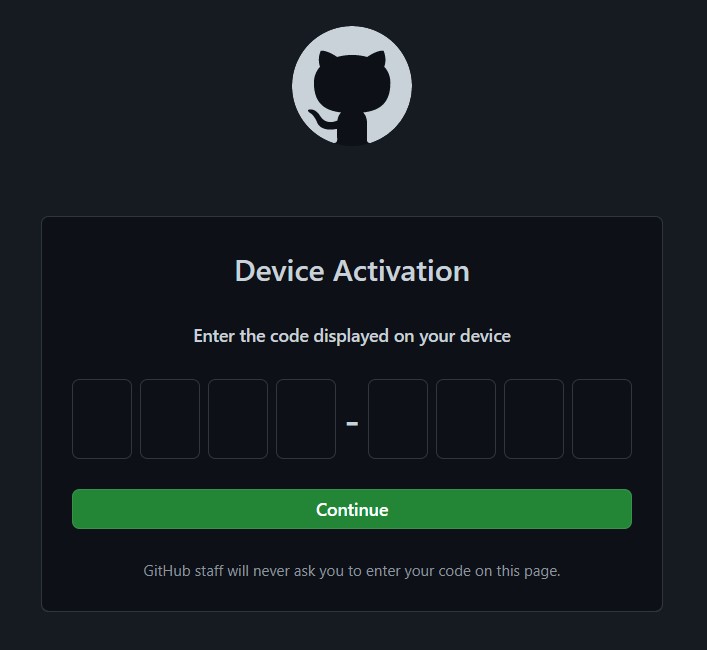 Device Activation
Enter the code displayed on your device
-
Continue
GitHub staff will never ask you to enter your code on this page.